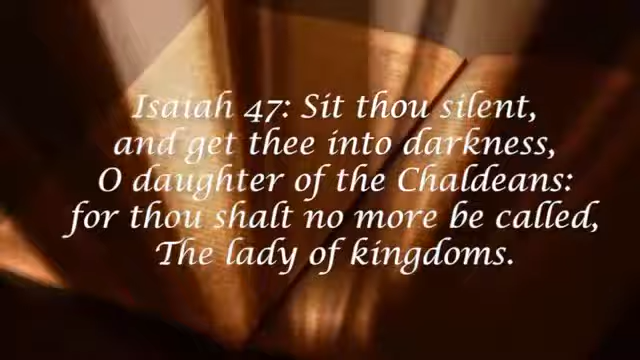 Isaiah 47: Sit thou silent,
and get thee into darkness,
O daughter of the Chaldeans:
for thou shalt no more be called,
The lady of kingdoms.